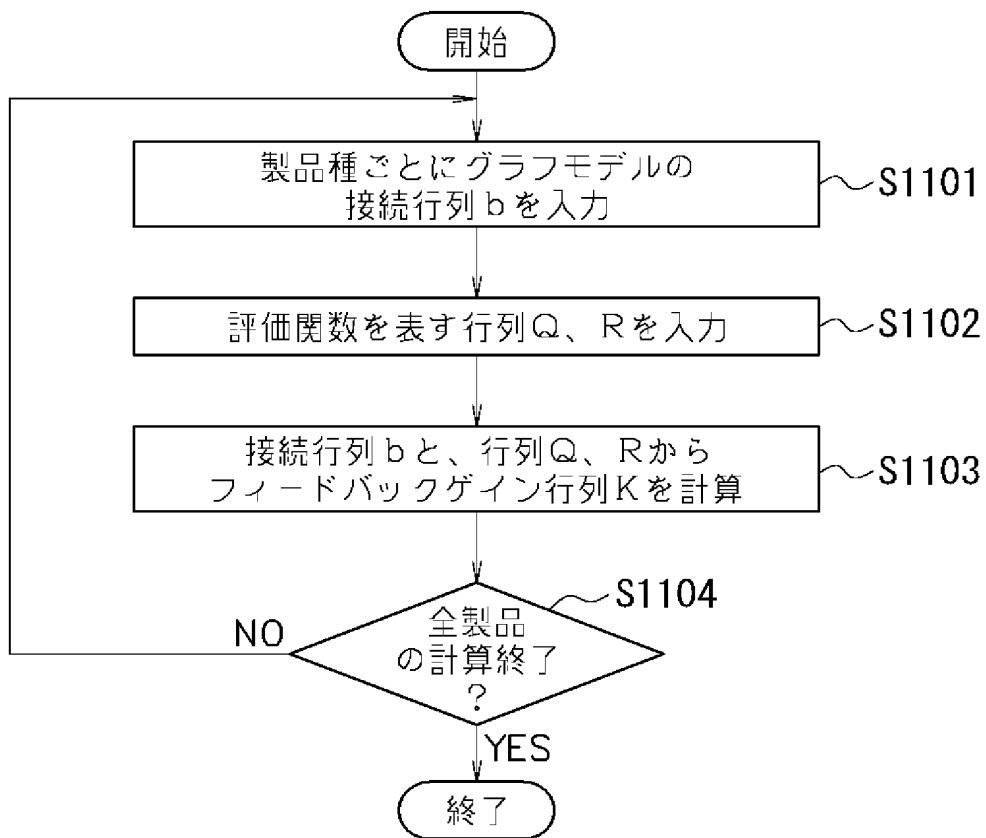 開始
製品種ごとにグラフモデルの
接続行列ｂを入力
S1101
評価関数を表す行列Ｑ、Ｒを入力
S1102
接続行列ｂと、行列Ｑ、Ｒから
フィードバックゲイン行列Ｋを計算
S1103
S1104
全製品
の計算終了
？
NO
YES
終了